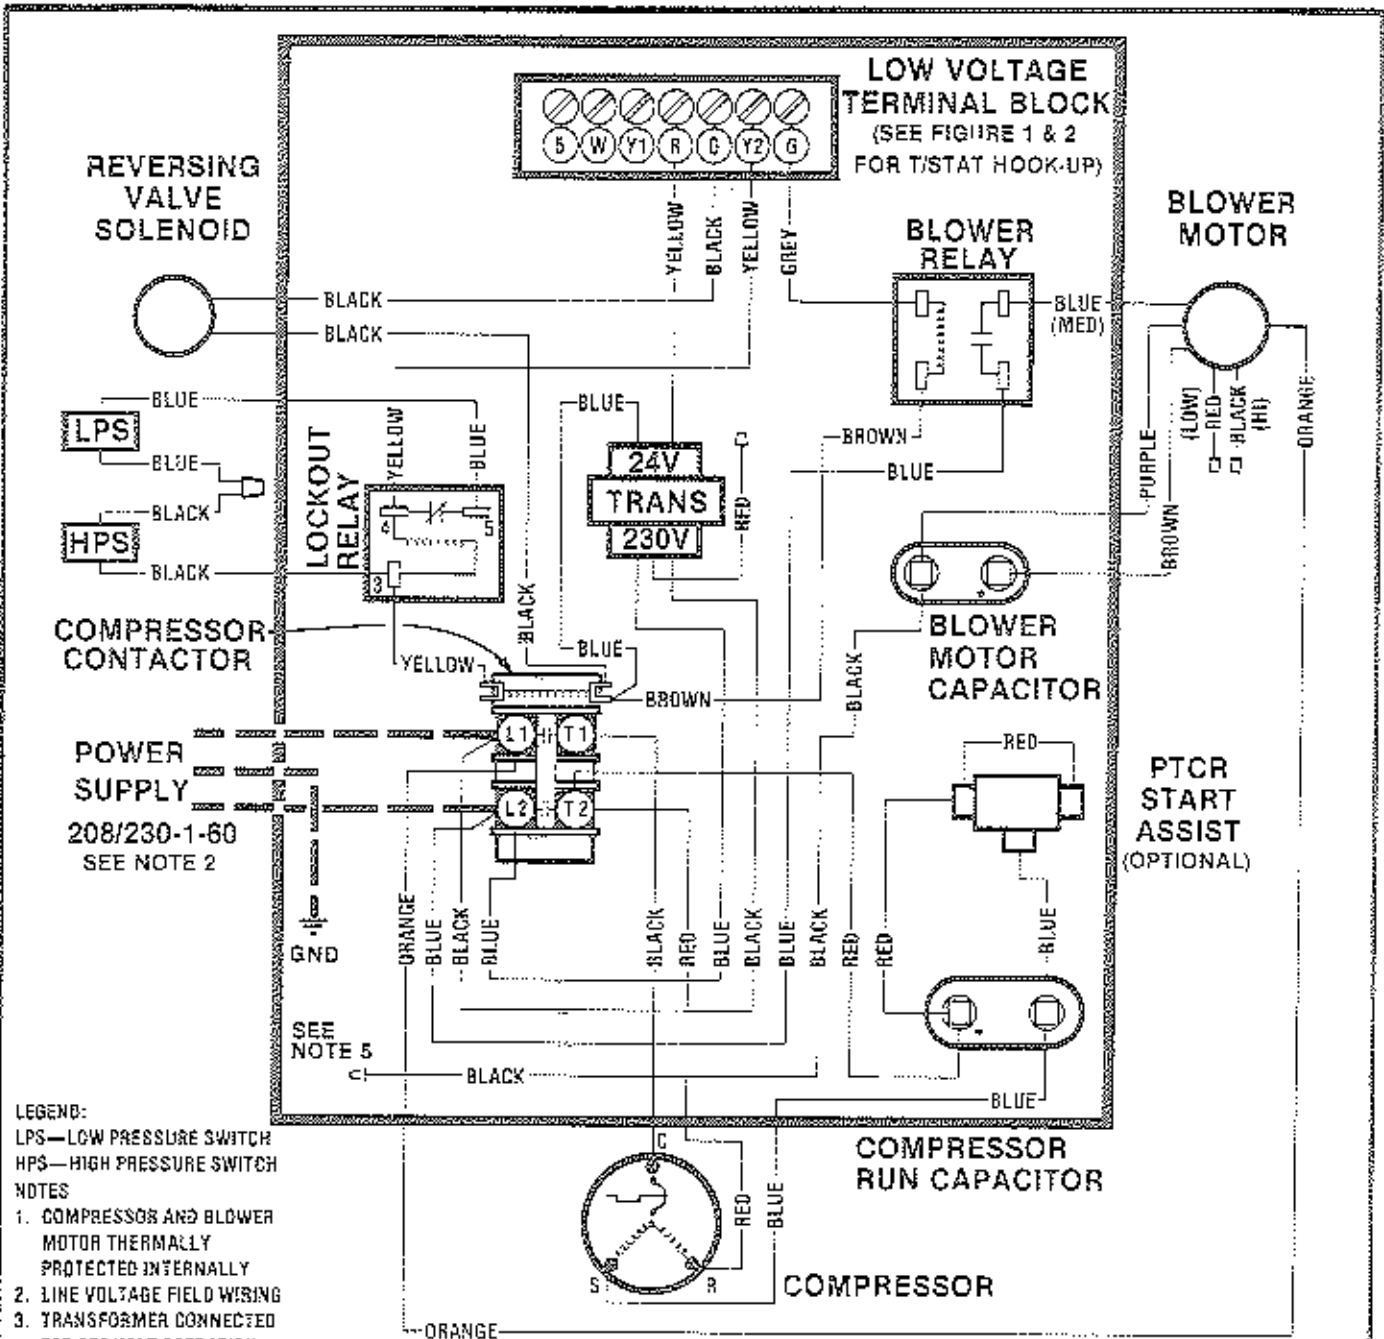 LOW VOLTAGE
TERMINAL BLOCK
(SEE FIGURE 1 & 2
FOR T/STAT HOOK-UP)
W Y1 R C Y2 G
REVERSING
VALVE
SOLENOID
YELLOW
BLACK
YELLOW
GREY
BLOWER
RELAY
BLOWER
MOTOR
BLACK
BLACK
BLUE
(MED)
BLUE
LPS
BLUE
BLACK
HPS
BLACK
YELLOW
BLUE
LOCKOUT
RELAY
4
5
3
BLUE
24V
TRANS
230V
RED
BROWN
BLUE
PURPLE
(LOW)
RED
BLACK
(HI)
ORANGE
BROWN
BLOWER
MOTOR
CAPACITOR
COMPRESSOR
CONTACTOR
YELLOW
BLACK
BLUE
BROWN
BLACK
L1
T1
L2
T2
POWER
SUPPLY
208/230-1-60
SEE NOTE 2
GND
RED
PTCR
START
ASSIST
(OPTIONAL)
ORANGE
BLUE
BLACK
BLUE
BLACK
RED
BLUE
BLACK
BLUE
BLACK
RED
RED
BLUE
SEE
NOTE 5
BLACK
BLUE
COMPRESSOR
RUN CAPACITOR
C
S
R
RED
BLUE
COMPRESSOR
ORANGE
LEGEND:
LPS—LOW PRESSURE SWITCH
HPS—HIGH PRESSURE SWITCH
NOTES
1. COMPRESSOR AND BLOWER
MOTOR THERMALLY
PROTECTED INTERNALLY
2. LINE VOLTAGE FIELD WIRING
3. TRANSFORMER CONNECTED